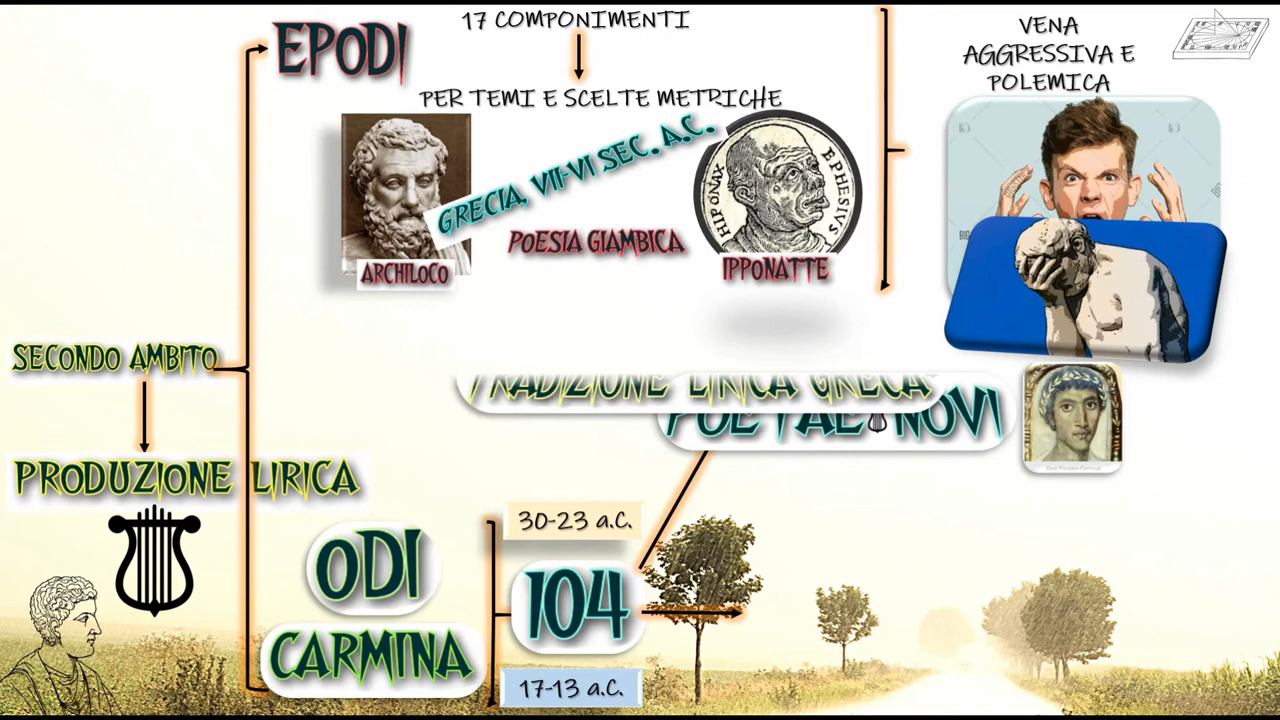 EPODI
17 COMPONIMENTI
PER TEMI E SCELTE METRICHE
VENA
AGGRESSIVA E
POLEMICA
GRECIA, VII-VI SEC. A.C.
POESIA GIAMBICA
ARCHILOCO
HIPONAX EPHESIVS
IPPONATTE
SECONDO AMBITO
TRADIZIONE LIRICA GRECA
POETAE NOVI
PRODUZIONE LIRICA
ODI
CARMINA
30-23 a.C.
104
17-13 a.C.